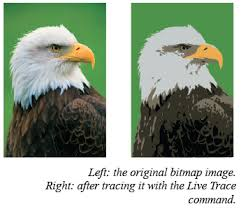 Left: the original bitmap image.
Right: after tracing it with the Live Trace
command.